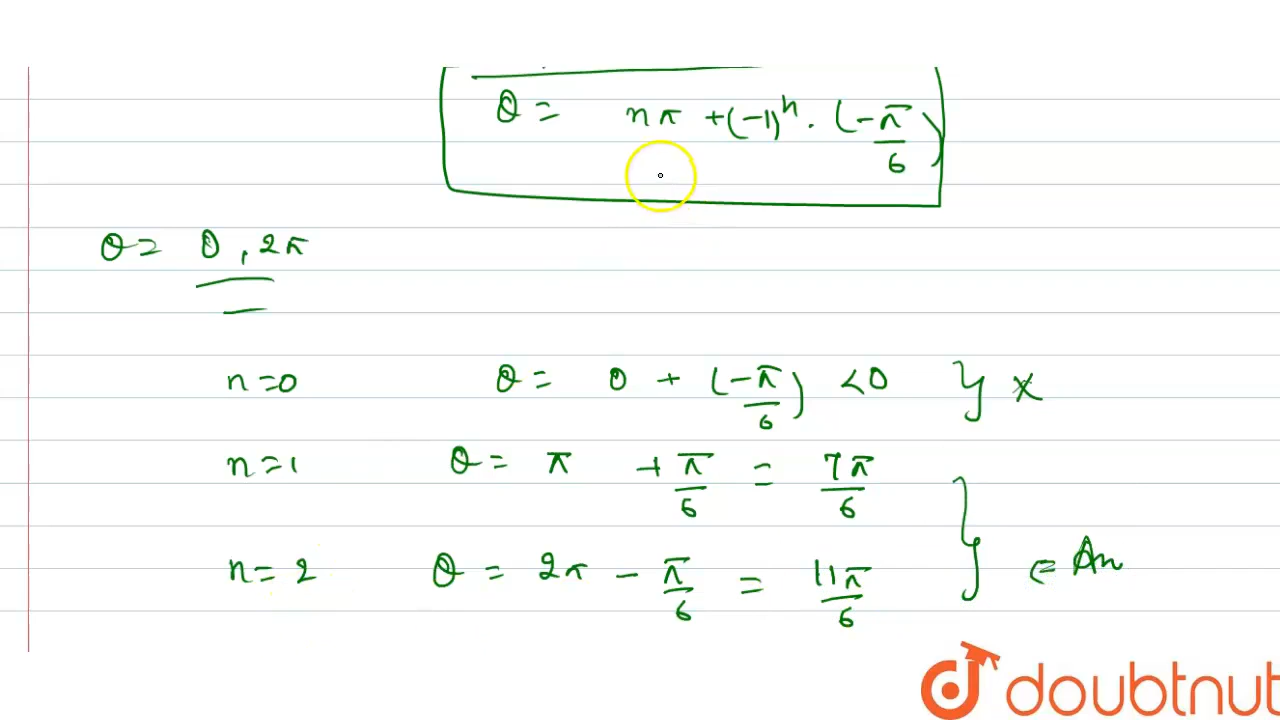 θ = nπ + (-1)^n . (-π/6)
θ = 0 , 2π
n = 0 θ = 0 + (-π/6) < 0 } ×
n = 1 θ = π + π/6 = 7π/6
n = 2 θ = 2π - π/6 = 11π/6 } = An
doubtnut